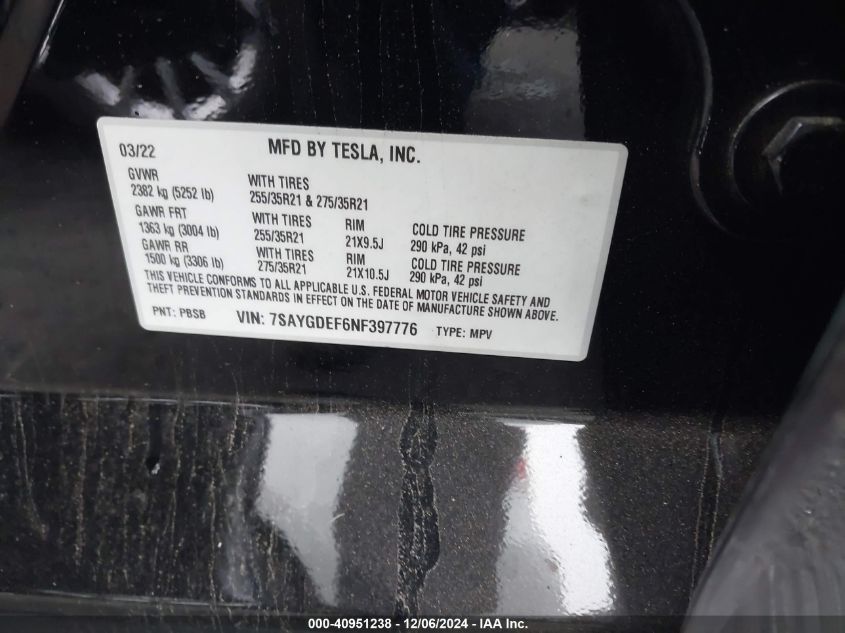 03/22 MFD BY TESLA, INC.
GVWR
2382 kg (5252 lb)
WITH TIRES
255/35R21 & 275/35R21
GAWR FRT
1363 kg (3004 lb)
WITH TIRES
255/35R21
RIM
21X9.5J
COLD TIRE PRESSURE
290 kPa, 42 psi
GAWR RR
1500 kg (3306 lb)
WITH TIRES
275/35R21
RIM
21X10.5J
COLD TIRE PRESSURE
290 kPa, 42 psi
THIS VEHICLE CONFORMS TO ALL APPLICABLE U.S. FEDERAL MOTOR VEHICLE SAFETY AND
THEFT PREVENTION STANDARDS IN EFFECT ON THE DATE OF MANUFACTURE SHOWN ABOVE.
PNT: PBSB VIN: 7SAYGDEF6NF397776 TYPE: MPV
000-40951238 - 12/06/2024 - IAA Inc.